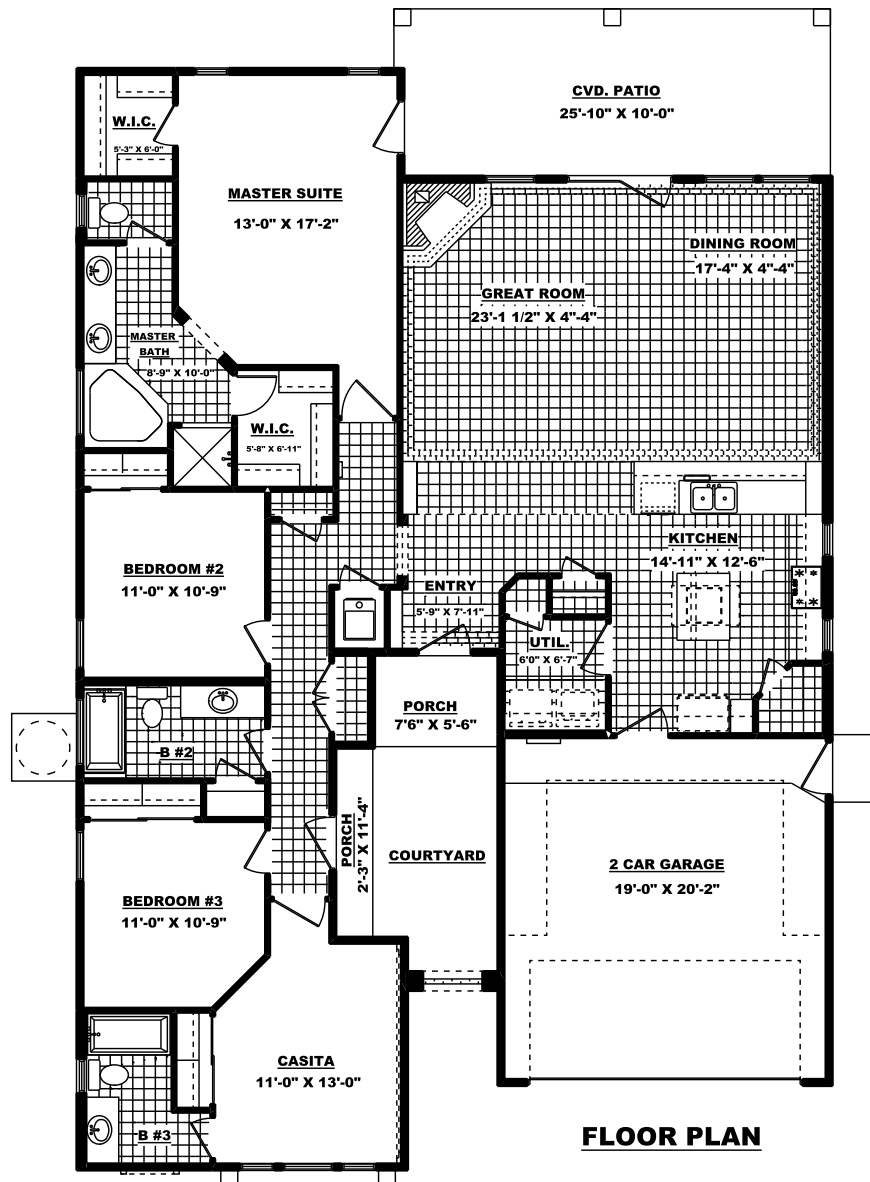 CVD. PATIO
25'-10" X 10'-0"
W.I.C.
5'-3" X 6'-0"
MASTER SUITE
13'-0" X 17'-2"
DINING ROOM
17'-4" X 4"-4"
GREAT ROOM
23'-1 1/2" X 4"-4"
MASTER
BATH
8'-9" X 10'-0"
W.I.C.
5'-8" X 6'-11"
KITCHEN
14'-11" X 12'-6"
BEDROOM #2
11'-0" X 10'-9"
ENTRY
5'-9" X 7'-11"
UTIL.
6'0" X 6'-7"
PORCH
7'6" X 5'-6"
B #2
PORCH
2'-3" X 11'-4"
COURTYARD
2 CAR GARAGE
19'-0" X 20'-2"
BEDROOM #3
11'-0" X 10'-9"
CASITA
11'-0" X 13'-0"
B #3
FLOOR PLAN